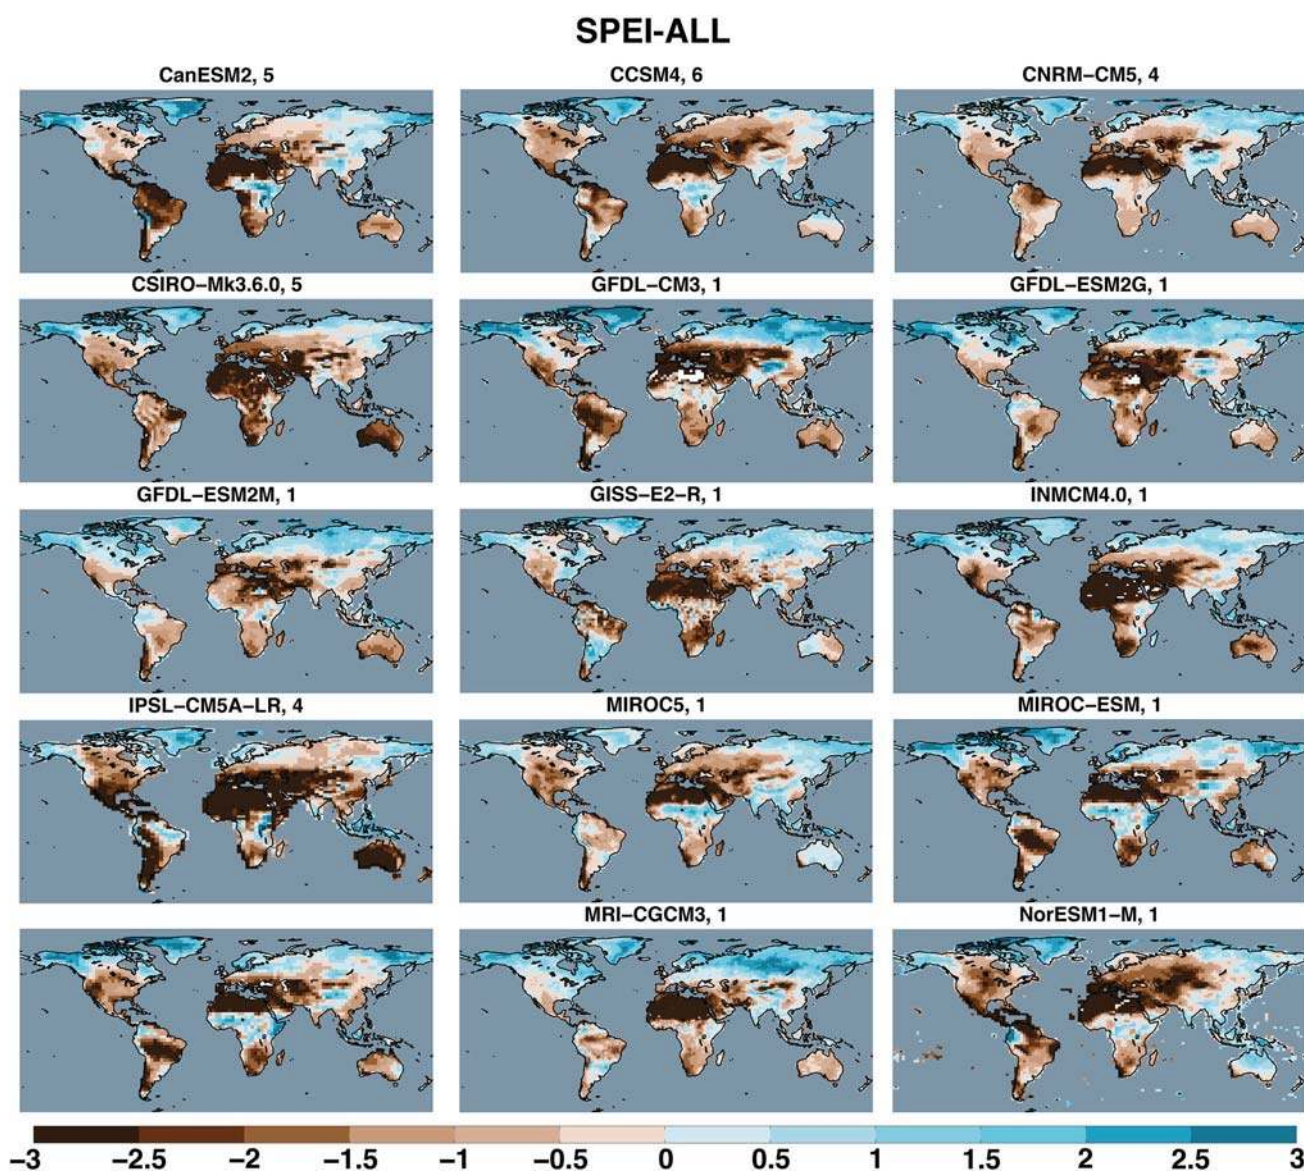 SPEI-ALL
CanESM2, 5
CCSM4, 6
CNRM-CM5, 4
CSIRO-Mk3.6.0, 5
GFDL-CM3, 1
GFDL-ESM2G, 1
GFDL-ESM2M, 1
GISS-E2-R, 1
INMCM4.0, 1
IPSL-CM5A-LR, 4
MIROC5, 1
MIROC-ESM, 1
MRI-CGCM3, 1
NorESM1-M, 1
-3 -2.5 -2 -1.5 -1 -0.5 0 0.5 1 1.5 2 2.5 3